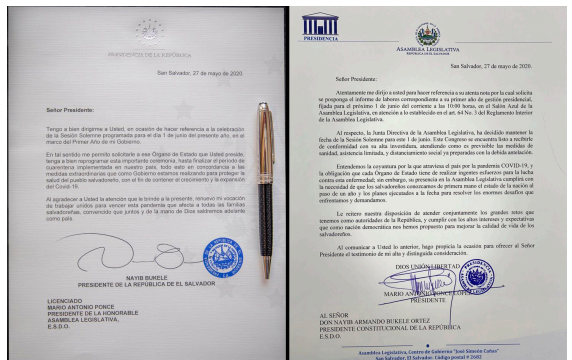 PRESIDENCIA DE LA REPÚBLICA
San Salvador, 27 de mayo de 2020.
Señor Presidente:
Tengo a bien dirigirme a Usted, en ocasión de hacer referencia a la celebración
de la Sesión Solemne programada para el día 1 de junio del presente año, en el
marco del Primer Año de mi Gobierno.
En tal sentido me permito solicitarle a ese Órgano de Estado que Usted preside,
tenga a bien reprogramar esta importante ceremonia, hasta finalizar el periodo de
cuarentena implementada en nuestro país, todo esto en concordancia a las
medidas extraordinarias que como Gobierno estamos realizando para proteger la
salud del pueblo salvadoreño, con el fin de contener el crecimiento y la expansión
del Covid-19.
Al agradecer a Usted la atención que le brinde a la presente, renuevo mi vocación
de trabajar unidos para vencer esta pandemia que afecta a todas las familias
salvadoreñas, convencido que juntos y de la mano de Dios saldremos adelante
como país.
NAYIB BUKELE
PRESIDENTE DE LA REPÚBLICA DE EL SALVADOR
LICENCIADO
MARIO ANTONIO PONCE
PRESIDENTE DE LA HONORABLE
ASAMBLEA LEGISLATIVA,
E.S.D.O.
PRESIDENCIA
ASAMBLEA LEGISLATIVA
REPÚBLICA DE EL SALVADOR
San Salvador, 27 de mayo de 2020.
Señor Presidente:
Atentamente me dirijo a usted para hacer referencia a su atenta nota por la cual solicita
se posponga el informe de labores correspondiente a su primer año de gestión presidencial,
fijada para el próximo 1 de junio del corriente a las 10:00 horas, en el Salón Azul de la
Asamblea Legislativa, en atención a lo establecido en el art. 64 No. 3 del Reglamento Interior
de la Asamblea Legislativa.
Al respecto, la Junta Directiva de la Asamblea Legislativa, ha decidido mantener la
fecha de la Sesión Solemne para este 1 de junio. Este Congreso se encuentra listo a recibirle
de conformidad con su alta investidura, atendiendo como es previsible las medidas de
sanidad, asistencia limitada, y distanciamiento social ya preparadas con la debida antelación.
Entendemos la coyuntura por la que atraviesa el país por la pandemia COVID-19, y
la obligación que cada Órgano de Estado tiene de realizar ingentes esfuerzos para la lucha
contra esta enfermedad; sin embargo, su presencia en la Asamblea Legislativa cumplirá con
la necesidad de que los salvadoreños conozcamos de primera mano el estado de la nación al
paso de un año y los planes ejecutados a la fecha para resolver los enormes desafíos que
enfrentamos y demandamos.
Le reitero nuestra disposición de atender conjuntamente los grandes retos que
tenemos como autoridades de la República, y cumplir con los altos intereses y expectativas
que como nación democrática nos hemos propuesto para mejorar la calidad de vida de los
salvadoreños.
Al comunicar a Usted lo anterior, hago propicia la ocasión para ofrecer al Señor
Presidente el testimonio de mi alta y distinguida consideración.
DIOS UNIÓN LIBERTAD
MARIO ANTONIO PONCE
PRESIDENTE
AL SEÑOR
DON NAYIB ARMANDO BUKELE ORTEZ
PRESIDENTE CONSTITUCIONAL DE LA REPÚBLICA
E.S.D.O.
Asamblea Legislativa, Centro de Gobierno "José Simeón Cañas"
San Salvador, El Salvador. Código postal # 2682